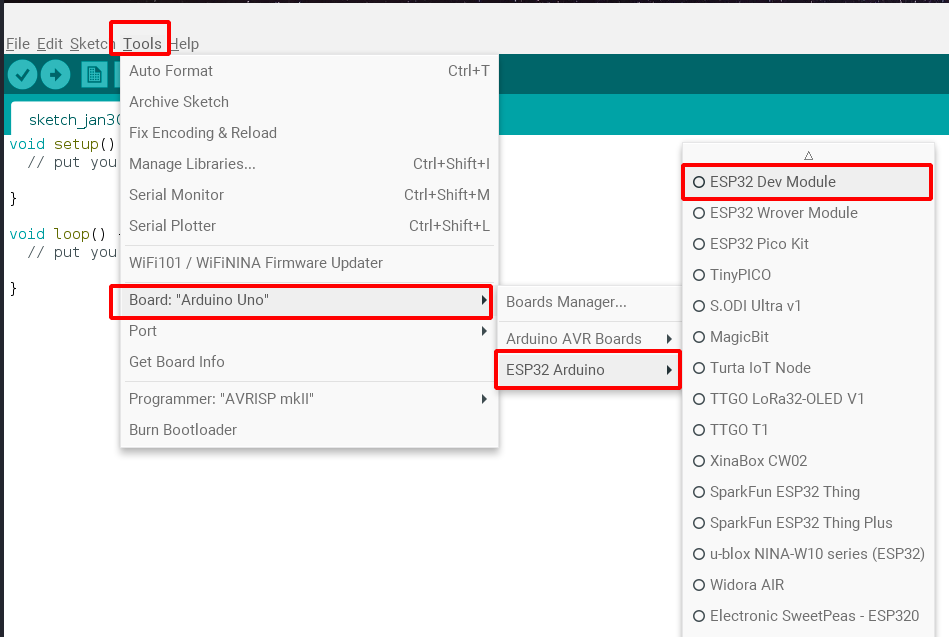 File Edit Sketch Tools Help
sketch_jan30
void setup()
// put you
}
void loop() {
// put you
}
Auto Format Ctrl+T
Archive Sketch
Fix Encoding & Reload
Manage Libraries... Ctrl+Shift+I
Serial Monitor Ctrl+Shift+M
Serial Plotter Ctrl+Shift+L
WiFi101 / WiFiNINA Firmware Updater
Board: "Arduino Uno"
Port
Get Board Info
Programmer: "AVRISP mkII"
Burn Bootloader
Boards Manager...
Arduino AVR Boards
ESP32 Arduino
ESP32 Dev Module
ESP32 Wrover Module
ESP32 Pico Kit
TinyPICO
S.ODI Ultra v1
MagicBit
Turta IoT Node
TTGO LoRa32-OLED V1
TTGO T1
XinaBox CW02
SparkFun ESP32 Thing
SparkFun ESP32 Thing Plus
u-blox NINA-W10 series (ESP32)
Widora AIR
Electronic SweetPeas - ESP320